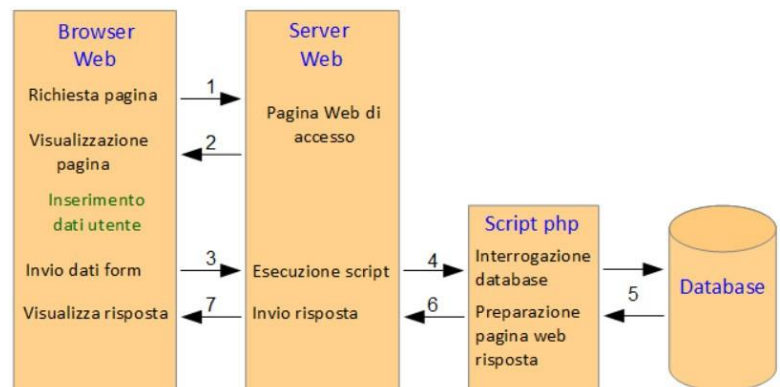 Browser
Web
Richiesta pagina
Visualizzazione
pagina
Inserimento
dati utente
Invio dati form
Visualizza risposta
1
2
3
7
Server
Web
Pagina Web di
accesso
Esecuzione script
Invio risposta
4
6
Script php
Interrogazione
database
Preparazione
pagina web
risposta
5
Database